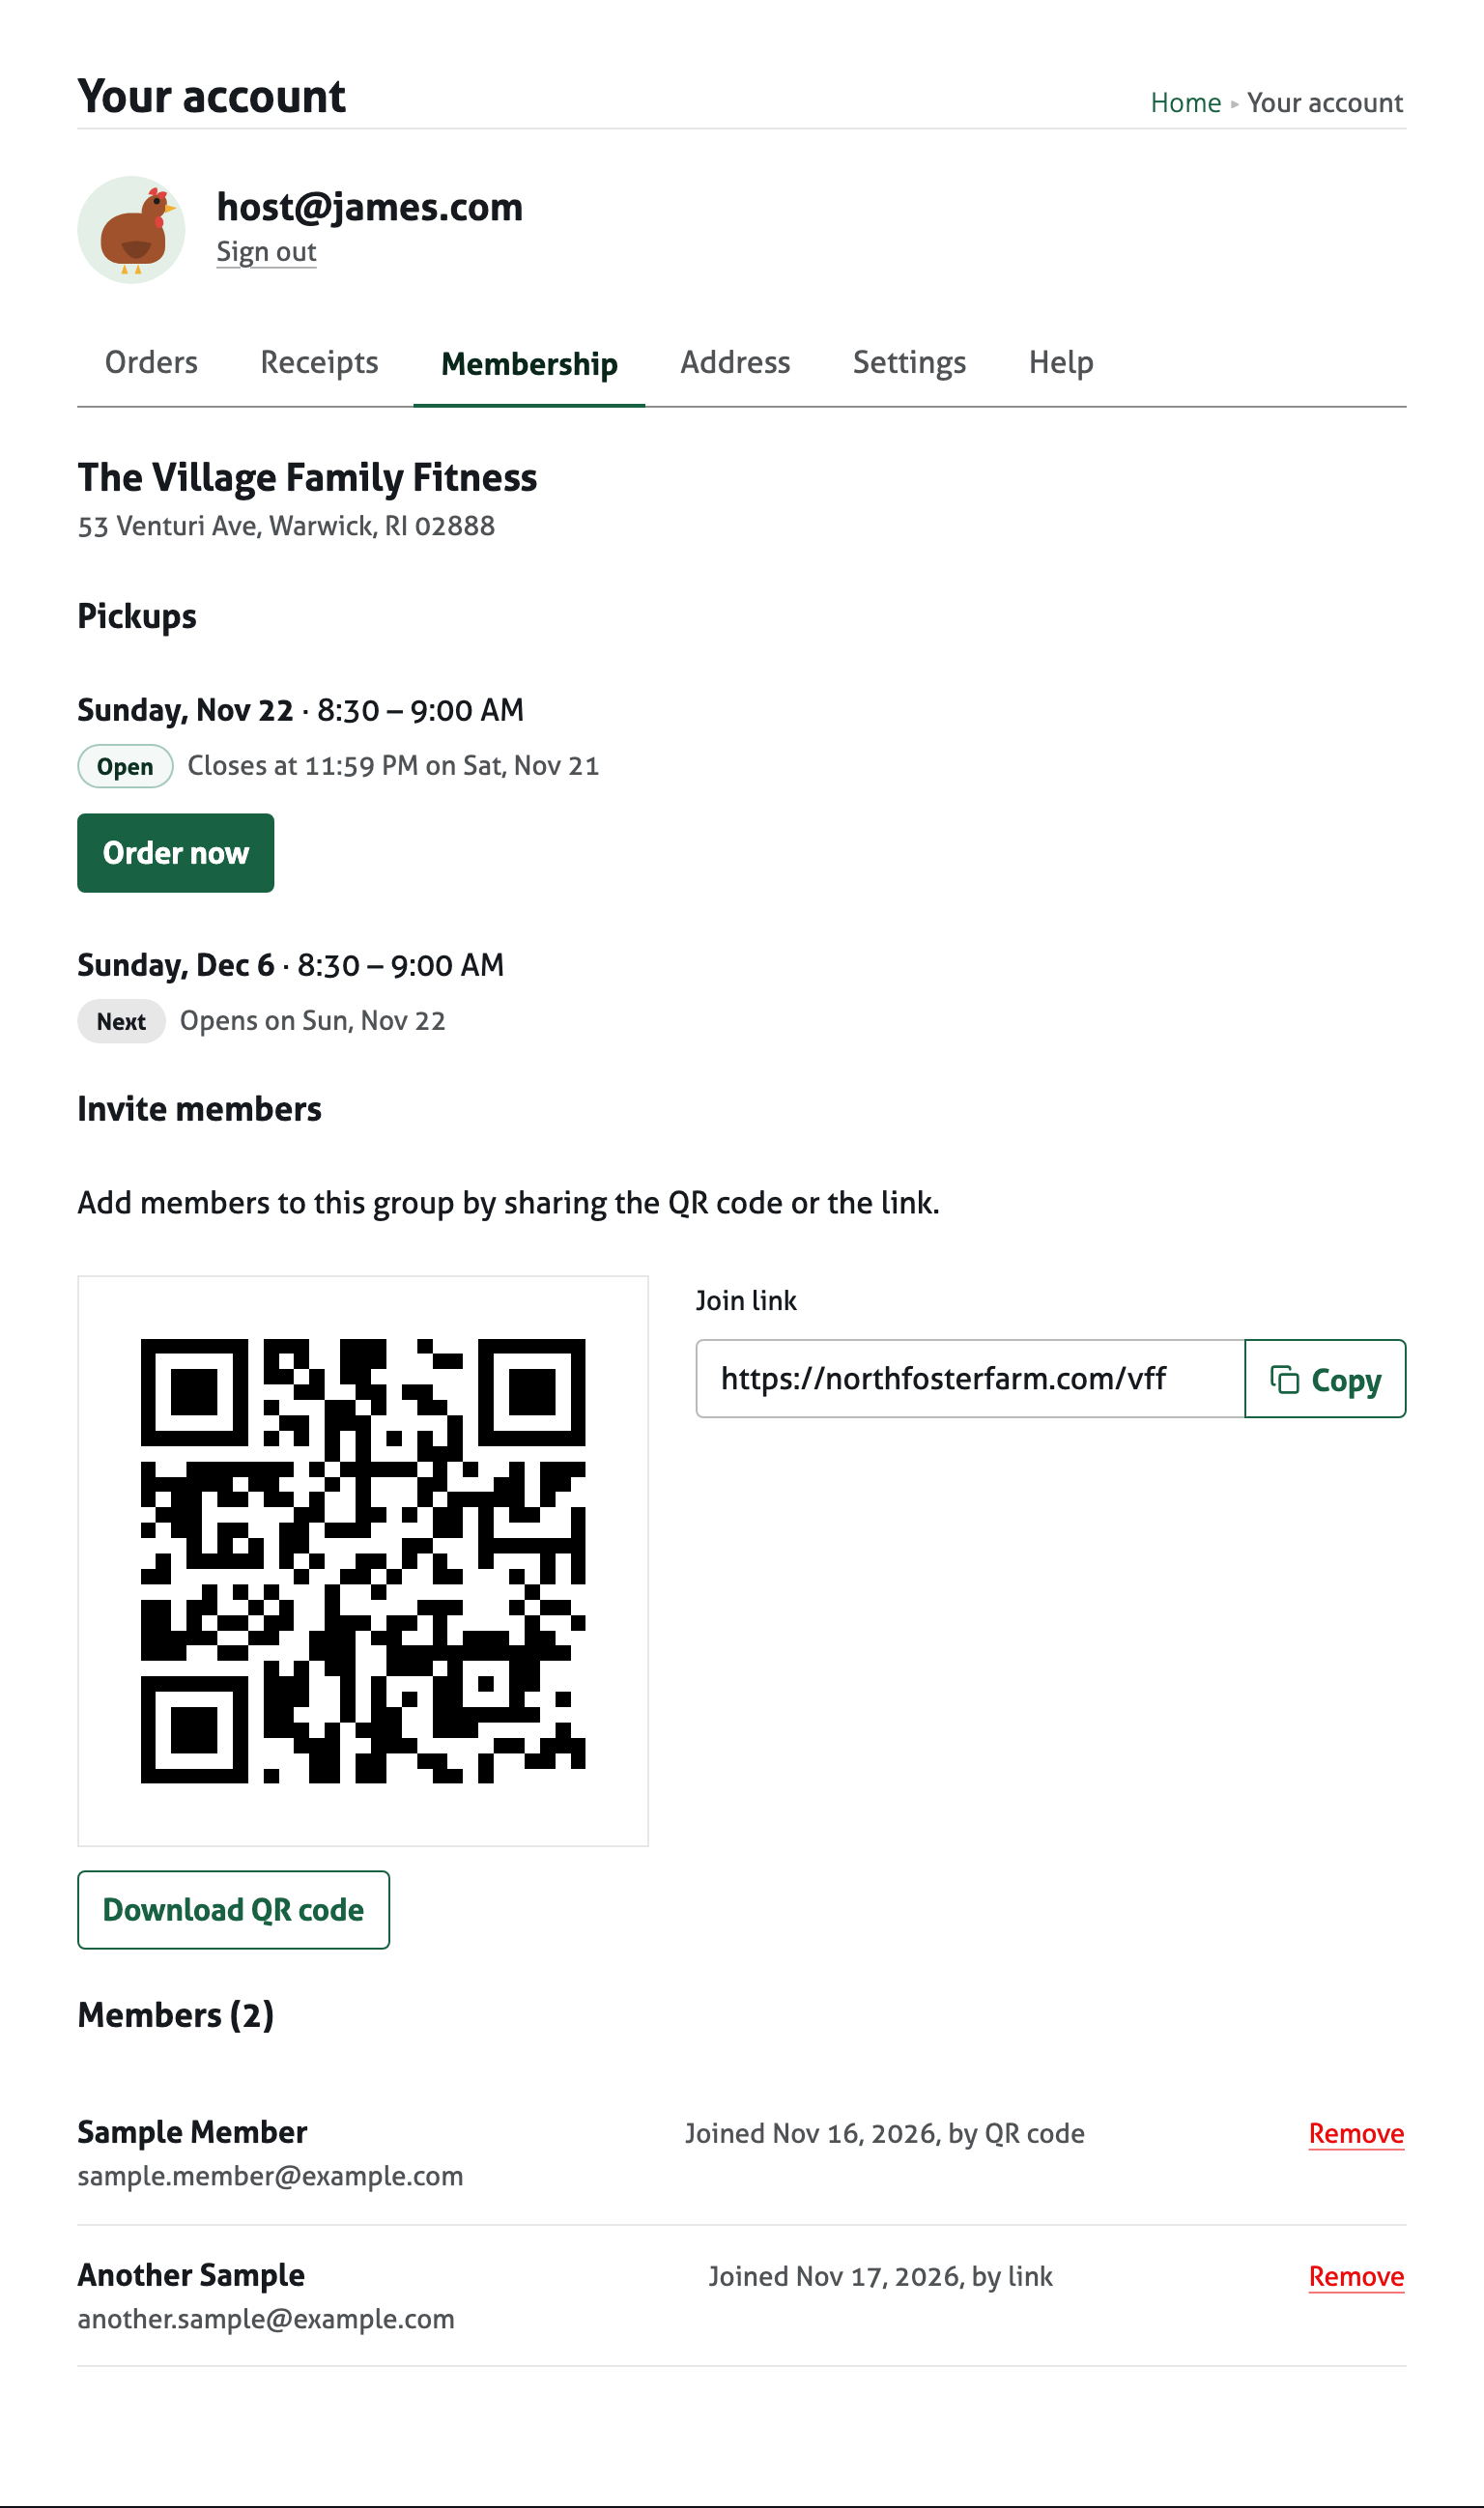 Your account
Home ▸ Your account
host@james.com
Sign out
Orders Receipts Membership Address Settings Help
The Village Family Fitness
53 Venturi Ave, Warwick, RI 02888
Pickups
Sunday, Nov 22 · 8:30 – 9:00 AM
Open Closes at 11:59 PM on Sat, Nov 21
Order now
Sunday, Dec 6 · 8:30 – 9:00 AM
Next Opens on Sun, Nov 22
Invite members
Add members to this group by sharing the QR code or the link.
Join link
https://northfosterfarm.com/vff Copy
Download QR code
Members (2)
Sample Member Joined Nov 16, 2026, by QR code Remove
sample.member@example.com
Another Sample Joined Nov 17, 2026, by link Remove
another.sample@example.com